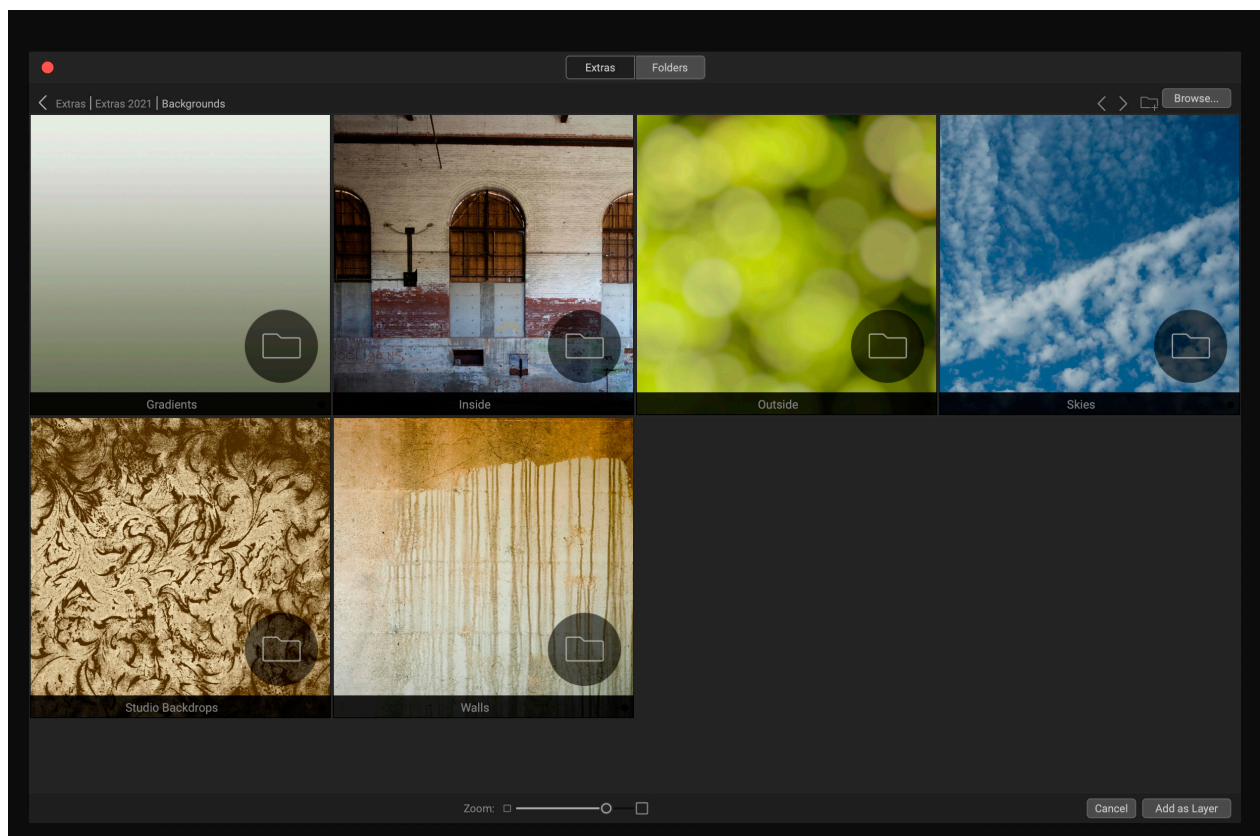 Extras Folders
Extras | Extras 2021 | Backgrounds Browse...
Gradients Inside Outside Skies
Studio Backdrops Walls
Zoom: Cancel Add as Layer